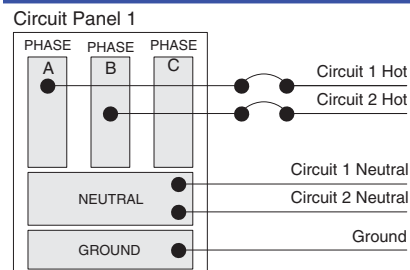 Circuit Panel 1
PHASE PHASE PHASE
A B C
Circuit 1 Hot
Circuit 2 Hot
Circuit 1 Neutral
NEUTRAL
Circuit 2 Neutral
Ground
GROUND